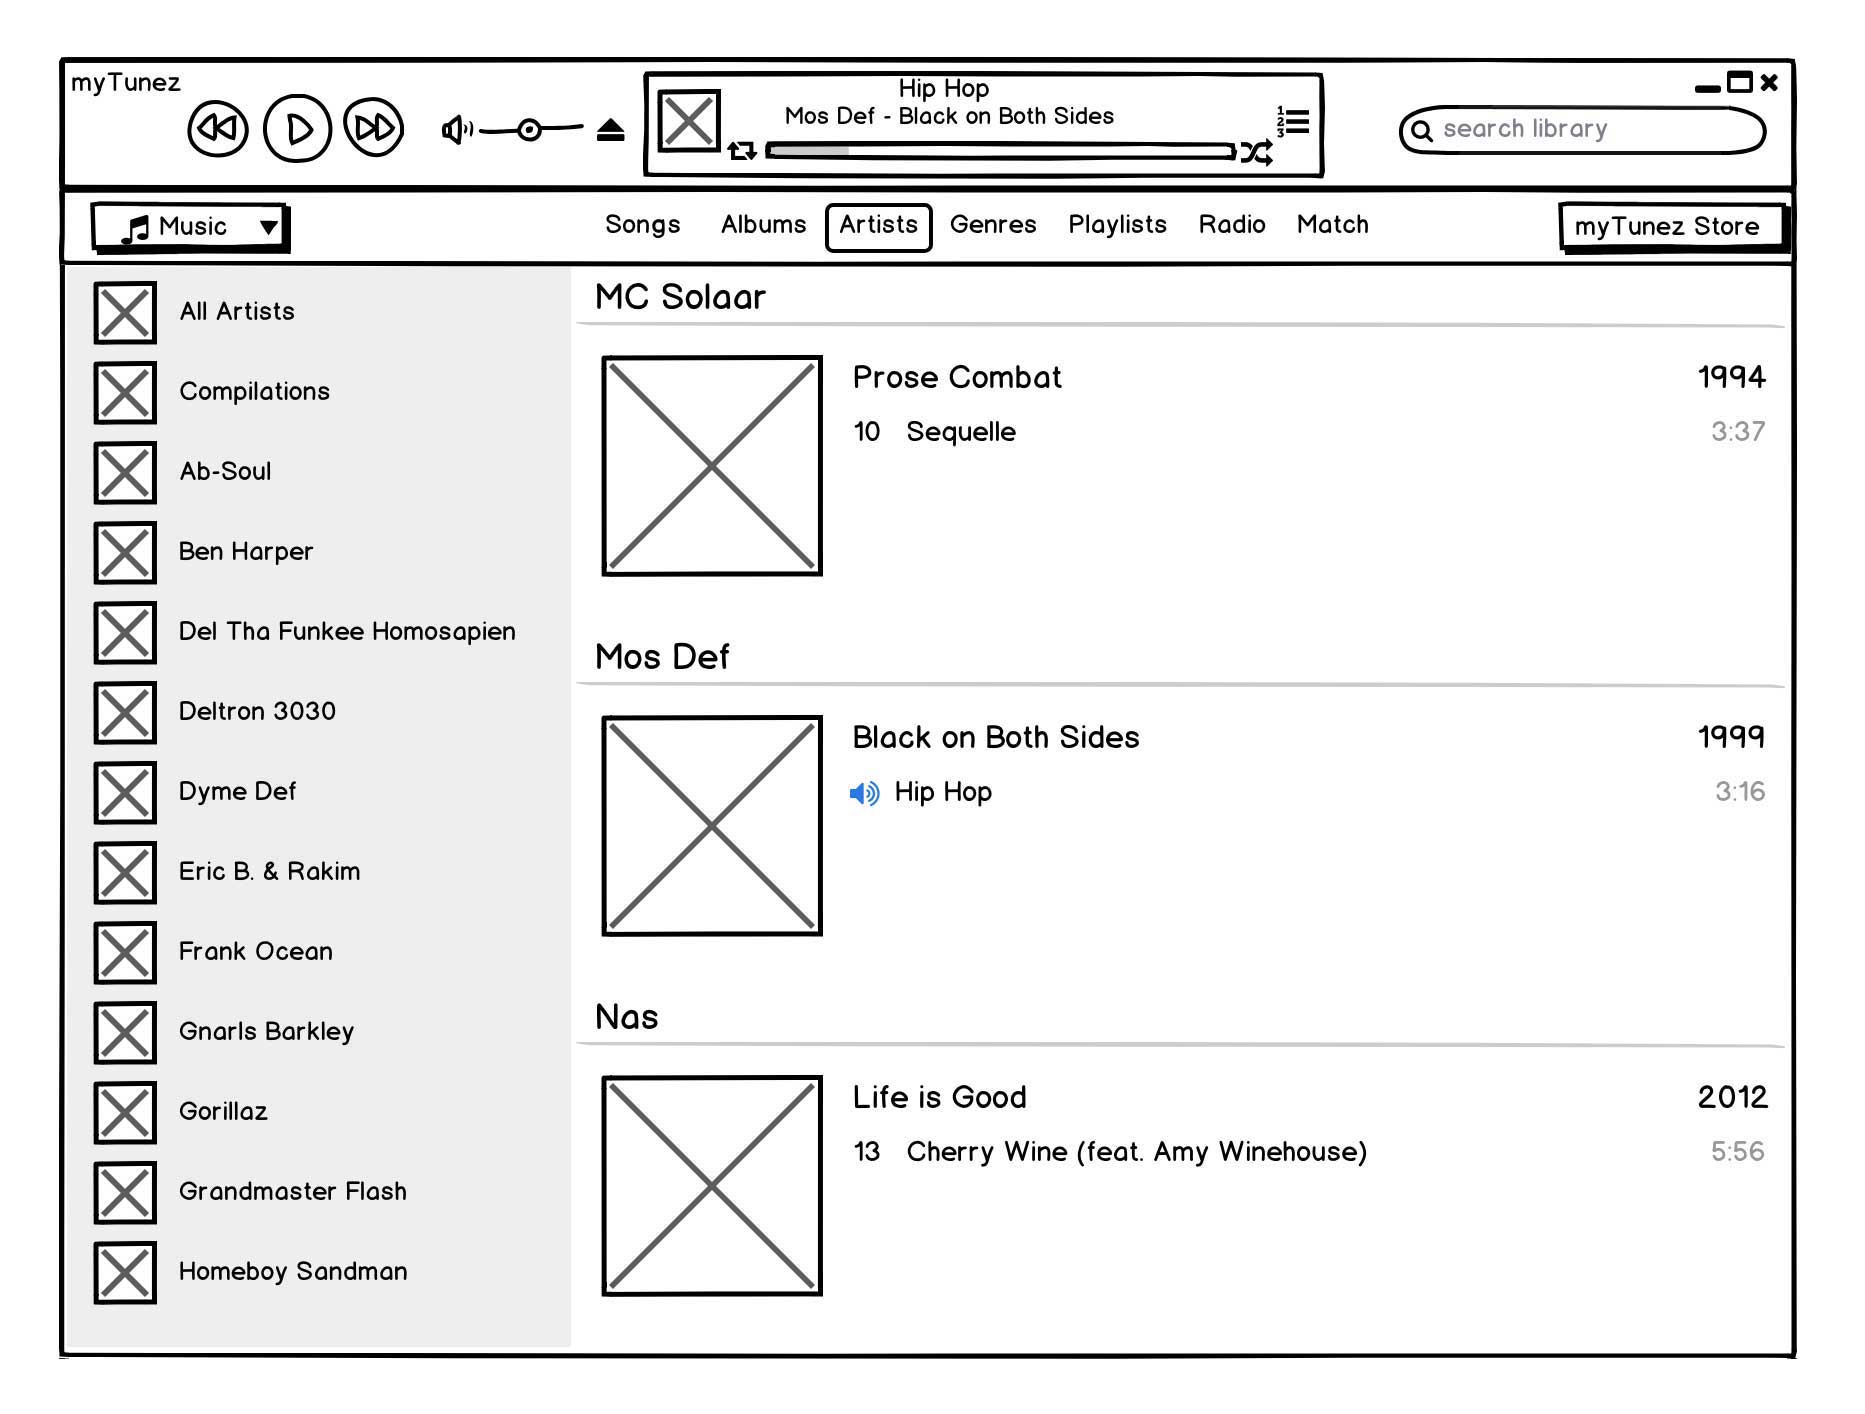 myTunez
Hip Hop
Mos Def - Black on Both Sides
1
2
3
search library
Music
Songs
Albums
Artists
Genres
Playlists
Radio
Match
myTunez Store
All Artists
Compilations
Ab-Soul
Ben Harper
Del Tha Funkee Homosapien
Deltron 3030
Dyme Def
Eric B. & Rakim
Frank Ocean
Gnarls Barkley
Gorillaz
Grandmaster Flash
Homeboy Sandman
MC Solaar
Prose Combat 1994
10 Sequelle 3:37
Mos Def
Black on Both Sides 1999
Hip Hop 3:16
Nas
Life is Good 2012
13 Cherry Wine (feat. Amy Winehouse) 5:56